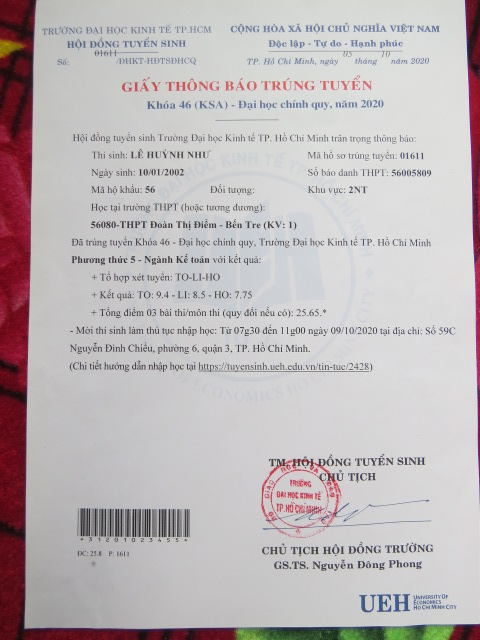 TRƯỜNG ĐẠI HỌC KINH TẾ TP.HCM
HỘI ĐỒNG TUYỂN SINH
Số: 01611 /ĐHKT-HĐTSĐHCQ
CỘNG HÒA XÃ HỘI CHỦ NGHĨA VIỆT NAM
Độc lập - Tự do - Hạnh phúc
TP. Hồ Chí Minh, ngày 05 tháng 10 năm 2020
GIẤY THÔNG BÁO TRÚNG TUYỂN
Khóa 46 (KSA) - Đại học chính quy, năm 2020
Hội đồng tuyển sinh Trường Đại học Kinh tế TP. Hồ Chí Minh trân trọng thông báo:
Thí sinh: LÊ HUỲNH NHƯ Mã hồ sơ trúng tuyển: 01611
Ngày sinh: 10/01/2002 Số báo danh THPT: 56005809
Mã hộ khẩu: 56 Đối tượng: Khu vực: 2NT
Học tại trường THPT (hoặc tương đương):
56080-THPT Đoàn Thị Điểm - Bến Tre (KV: 1)
Đã trúng tuyển Khóa 46 - Đại học chính quy, Trường Đại học Kinh tế TP. Hồ Chí Minh
Phương thức 5 - Ngành Kế toán với kết quả:
+ Tổ hợp xét tuyển: TO-LI-HO
+ Kết quả: TO: 9.4 - LI: 8.5 - HO: 7.75
+ Tổng điểm 03 bài thi/môn thi (quy đổi nếu có): 25.65.*
- Mời thí sinh làm thủ tục nhập học: Từ 07g30 đến 11g00 ngày 09/10/2020 tại địa chỉ: Số 59C
Nguyễn Đình Chiểu, phường 6, quận 3, TP. Hồ Chí Minh.
(Chi tiết hướng dẫn nhập học tại https://tuyensinh.ueh.edu.vn/tin-tuc/2428)
TM. HỘI ĐỒNG TUYỂN SINH
CHỦ TỊCH
TRƯỜNG
ĐẠI HỌC KINH TẾ
TP. HỒ CHÍ MINH
CHỦ TỊCH HỘI ĐỒNG TRƯỜNG
GS.TS. Nguyễn Đông Phong
*31201023455*
ĐC: 25.8 P: 1611
UEH UNIVERSITY OF
ECONOMICS
HO CHI MINH CITY